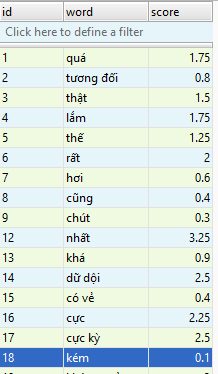 id word score
Click here to define a filter
1 quá 1.75
2 tương đối 0.8
3 thật 1.5
4 lắm 1.75
5 thế 1.25
6 rất 2
7 hơi 0.6
8 cũng 0.4
9 chút 0.3
12 nhất 3.25
13 khá 0.9
14 dữ dội 2.5
15 có vẻ 0.4
16 cực 2.25
17 cực kỳ 2.5
18 kém 0.1